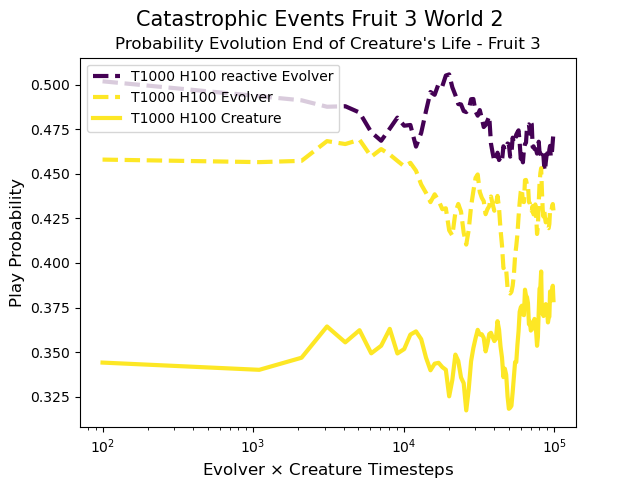 Catastrophic Events Fruit 3 World 2
Probability Evolution End of Creature's Life - Fruit 3
T1000 H100 reactive Evolver
T1000 H100 Evolver
T1000 H100 Creature
Play Probability
0.500
0.475
0.450
0.425
0.400
0.375
0.350
0.325
10² 10³ 10⁴ 10⁵
Evolver × Creature Timesteps